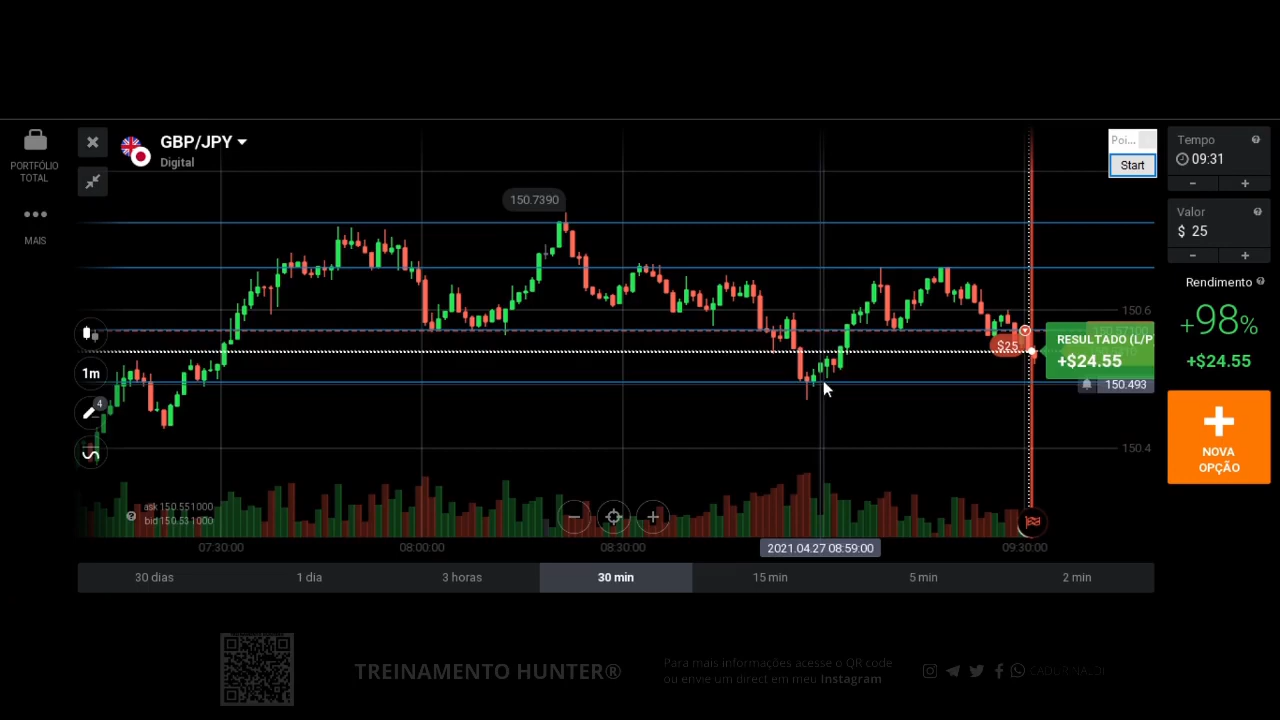 PORTFÓLIO
TOTAL
MAIS
GBP/JPY
Digital
150.7390
Poi...
Start
Tempo
09:31
-
+
Valor
$ 25
-
+
Rendimento
+98%
+$24.55
NOVA
OPÇÃO
150.6
$25
RESULTADO (L/P
+$24.55
150.493
150.4
1m
4
ask 150.551000
bid 150.531000
07:30:00
08:00:00
08:30:00
2021.04.27 08:59:00
09:30:00
30 dias
1 dia
3 horas
30 min
15 min
5 min
2 min
TREINAMENTO HUNTER®
Para mais informações acesse o QR code
ou envie um direct em meu Instagram
CADURINALDI